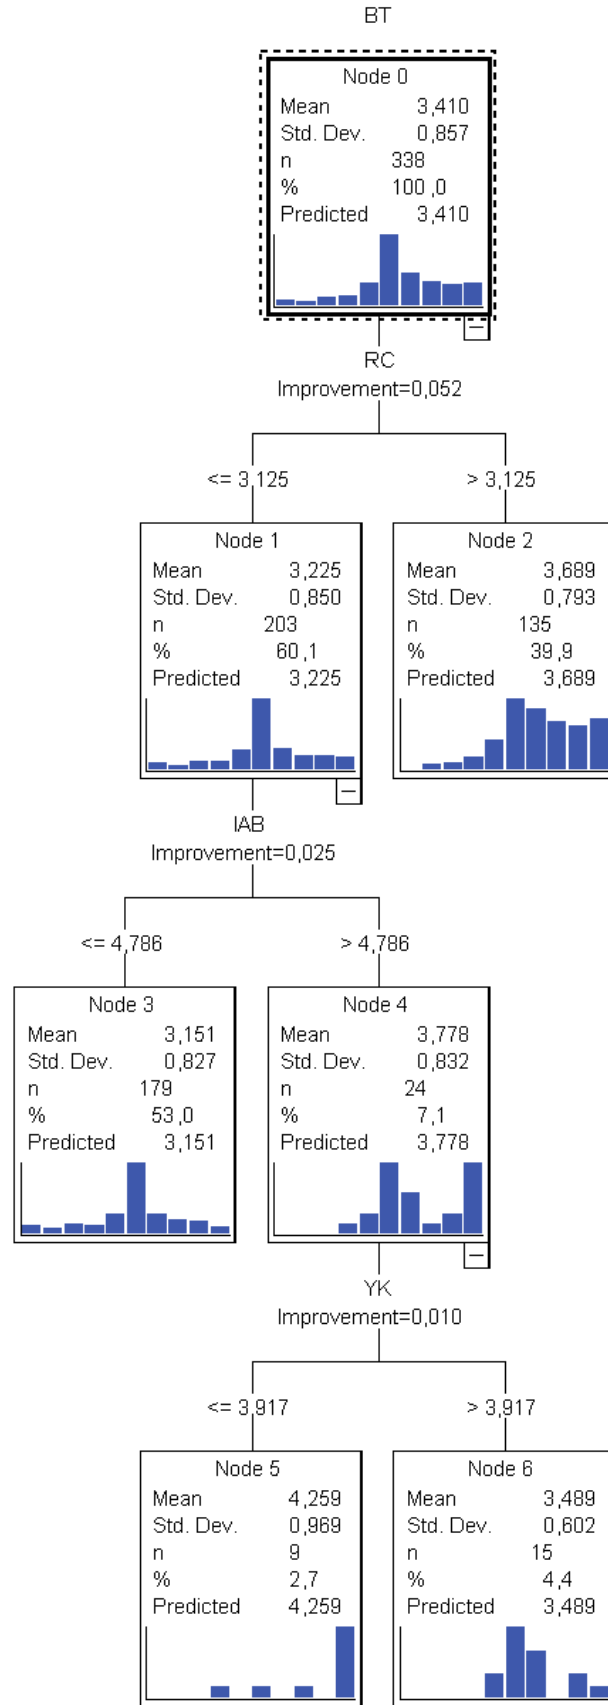 BT
Node 0
Mean 3,410
Std. Dev. 0,857
n 338
% 100 ,0
Predicted 3,410
RC
Improvement=0,052
<= 3,125
> 3,125
Node 1
Mean 3,225
Std. Dev. 0,850
n 203
% 60 ,1
Predicted 3,225
Node 2
Mean 3,689
Std. Dev. 0,793
n 135
% 39 ,9
Predicted 3,689
IAB
Improvement=0,025
<= 4,786
> 4,786
Node 3
Mean 3,151
Std. Dev. 0,827
n 179
% 53 ,0
Predicted 3,151
Node 4
Mean 3,778
Std. Dev. 0,832
n 24
% 7 ,1
Predicted 3,778
YK
Improvement=0,010
<= 3,917
> 3,917
Node 5
Mean 4,259
Std. Dev. 0,969
n 9
% 2 ,7
Predicted 4,259
Node 6
Mean 3,489
Std. Dev. 0,602
n 15
% 4 ,4
Predicted 3,489